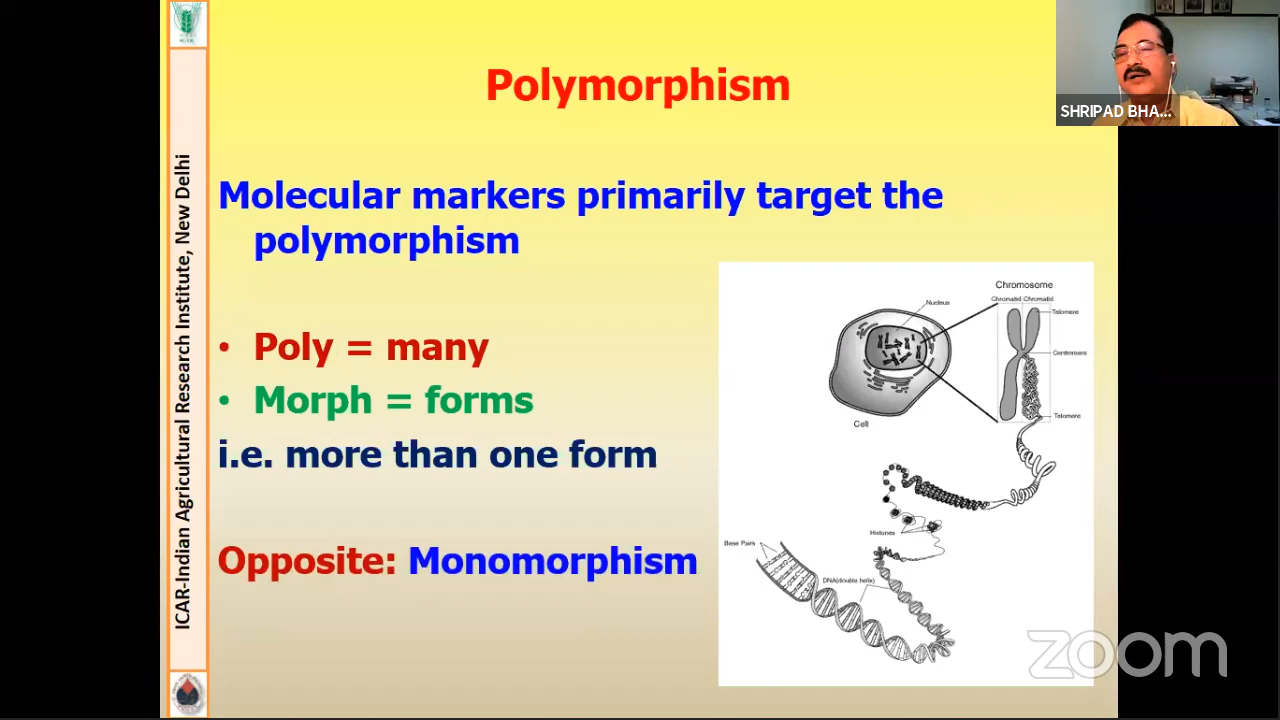 Polymorphism
SHRIPAD BHA...
Molecular markers primarily target the
polymorphism
• Poly = many
• Morph = forms
i.e. more than one form
Opposite: Monomorphism
ICAR-Indian Agricultural Research Institute, New Delhi
Chromosome
Chromatid Chromatid
Nucleus
Telomere
Centromere
Telomere
Cell
Histones
Base Pairs
DNA(double helix)
zoom